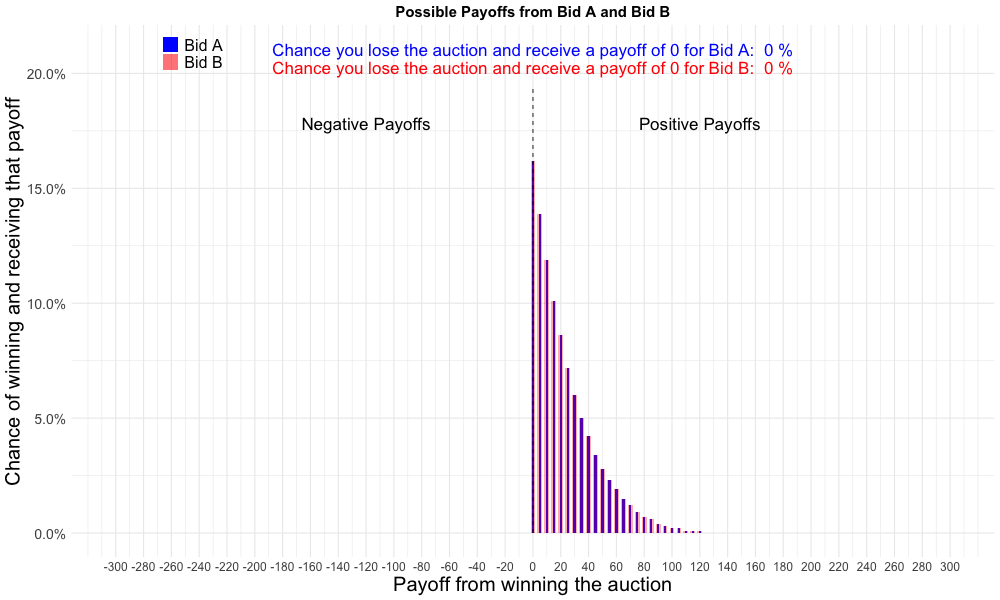 Possible Payoffs from Bid A and Bid B
Bid A
Bid B
Chance you lose the auction and receive a payoff of 0 for Bid A:  0 %
Chance you lose the auction and receive a payoff of 0 for Bid B:  0 %
Negative Payoffs
Positive Payoffs
Chance of winning and receiving that payoff
20.0%
15.0%
10.0%
5.0%
0.0%
-300 -280 -260 -240 -220 -200 -180 -160 -140 -120 -100 -80 -60 -40 -20 0 20 40 60 80 100 120 140 160 180 200 220 240 260 280 300
Payoff from winning the auction